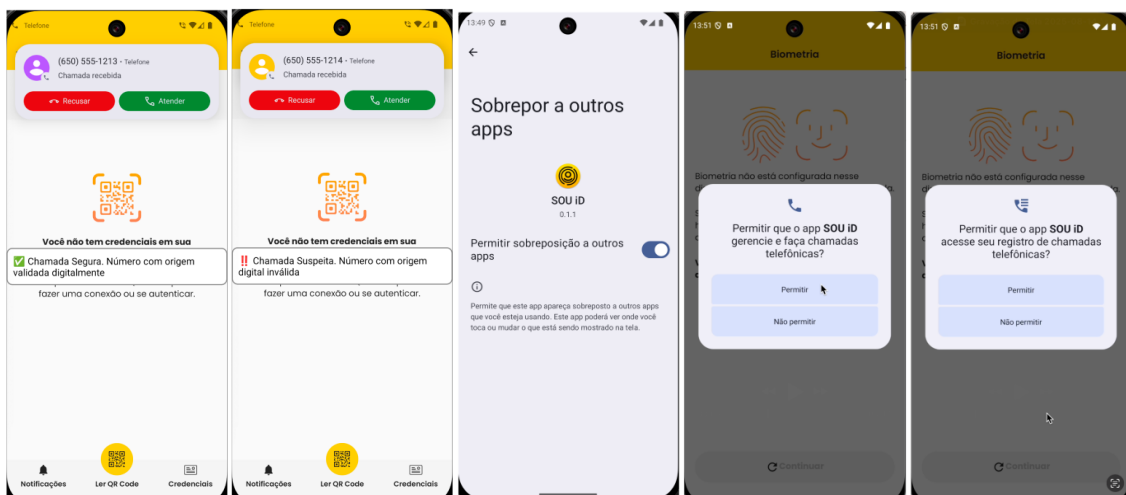 Telefone
(650) 555-1213 • Telefone
Chamada recebida
Recusar
Atender
Você não tem credenciais em sua
✅ Chamada Segura. Número com origem
validada digitalmente
fazer uma conexão ou se autenticar.
Notificações
Ler QR Code
Credenciais
Telefone
(650) 555-1214 • Telefone
Chamada recebida
Recusar
Atender
Você não tem credenciais em sua
‼️ Chamada Suspeita. Número com origem
digital inválida
fazer uma conexão ou se autenticar.
Notificações
Ler QR Code
Credenciais
13:49
Sobrepor a outros
apps
SOU iD
0.1.1
Permitir sobreposição a outros
apps
Permite que este app apareça sobreposto a outros apps
que você esteja usando. Este app poderá ver onde você
toca ou mudar o que está sendo mostrado na tela.
13:51
Biometria
Biometria não está configurada nesse
Permitir que o app SOU iD
gerencie e faça chamadas
telefônicas?
Permitir
Não permitir
Continuar
13:51
Biometria
Biometria não está configurada nesse
Permitir que o app SOU iD
acesse seu registro de chamadas
telefônicas?
Permitir
Não permitir
Continuar